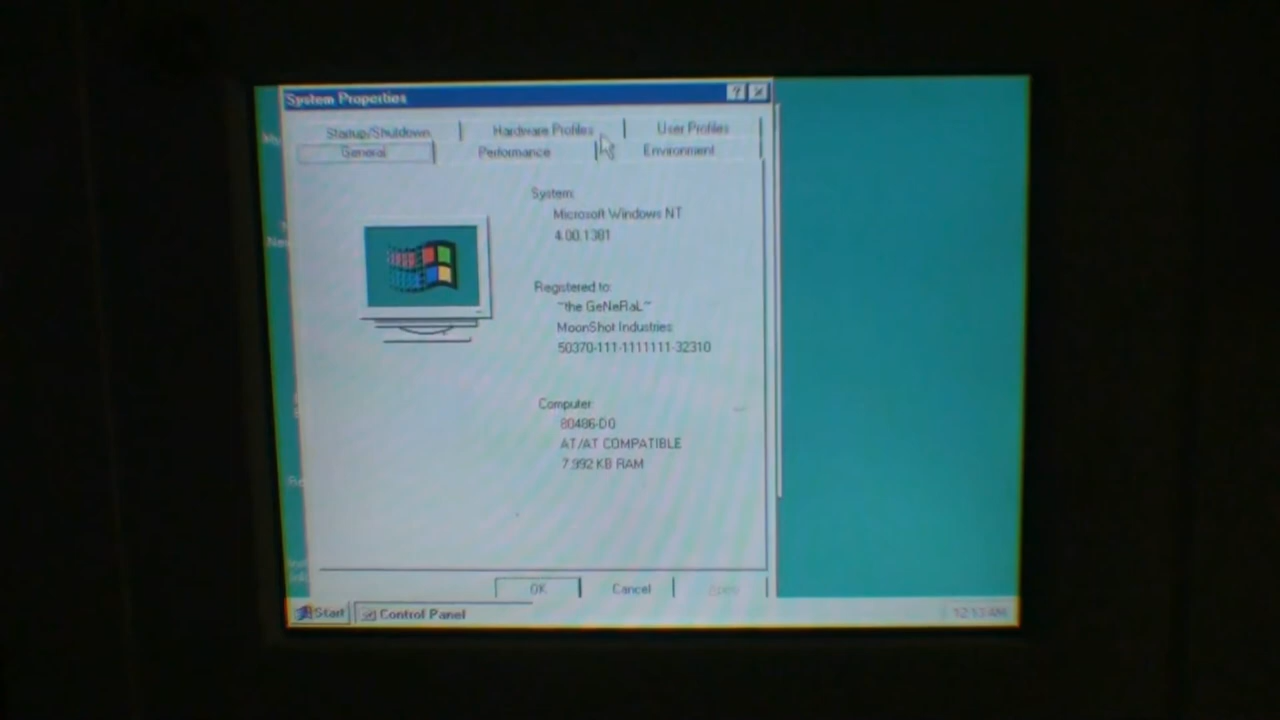 System Properties
Startup/Shutdown Hardware Profiles User Profiles
General Performance Environment
System:
Microsoft Windows NT
4.00.1381
Registered to:
~the GeNeRaL~
MoonShot Industries
50370-111-1111111-32310
Computer:
80486-D0
AT/AT COMPATIBLE
7,992 KB RAM
OK Cancel Apply
Start Control Panel